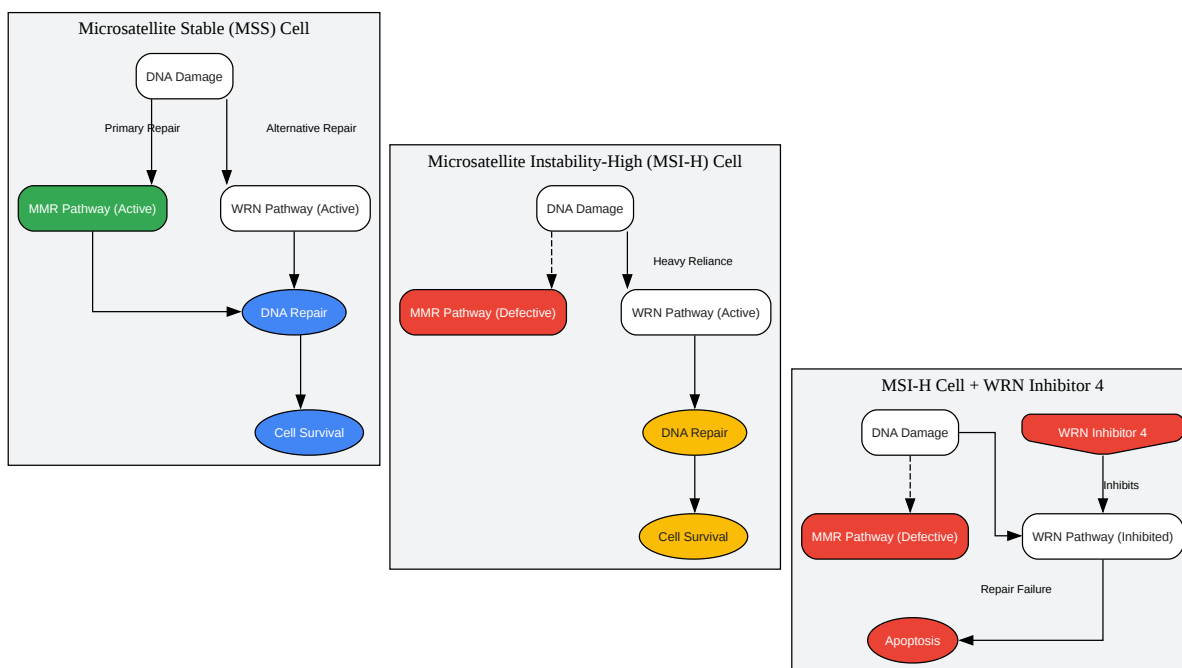 Microsatellite Stable (MSS) Cell
DNA Damage
Primary Repair
Alternative Repair
MMR Pathway (Active)
WRN Pathway (Active)
DNA Repair
Cell Survival
Microsatellite Instability-High (MSI-H) Cell
DNA Damage
Heavy Reliance
MMR Pathway (Defective)
WRN Pathway (Active)
DNA Repair
Cell Survival
MSI-H Cell + WRN Inhibitor 4
DNA Damage
WRN Inhibitor 4
Inhibits
MMR Pathway (Defective)
WRN Pathway (Inhibited)
Repair Failure
Apoptosis